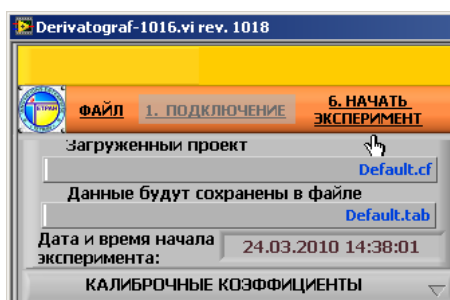 Derivatograf-1016.vi rev. 1018
ФАЙЛ 1. ПОДКЛЮЧЕНИЕ 6. НАЧАТЬ ЭКСПЕРИМЕНТ
Загруженный проект
Default.cf
Данные будут сохранены в файле
Default.tab
Дата и время начала
эксперимента:
24.03.2010 14:38:01
КАЛИБРОЧНЫЕ КОЭФФИЦИЕНТЫ